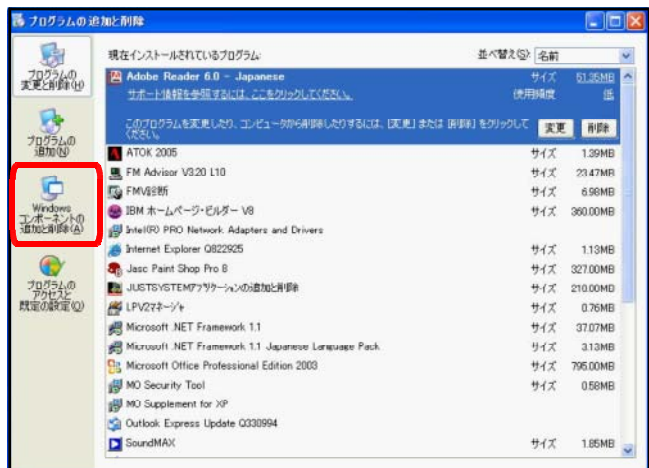 プログラムの追加と削除
プログラムの
変更と削除(H)
プログラムの
追加(N)
Windows
コンポーネントの
追加と削除(A)
プログラムの
アクセスと
既定の設定(O)
現在インストールされているプログラム:
並べ替え(S): 名前
Adobe Reader 6.0 - Japanese サイズ 51.35MB
サポート情報を参照するには、ここをクリックしてください。 使用頻度 低
このプログラムを変更したり、コンピュータから削除したりするには、[変更] または [削除] をクリックして
ください。
変更 削除
ATOK 2005 サイズ 1.39MB
FM Advisor V3.20 L10 サイズ 23.47MB
FMV診断 サイズ 6.98MB
IBM ホームページ・ビルダー V8 サイズ 360.00MB
Intel(R) PRO Network Adapters and Drivers
Internet Explorer Q822925 サイズ 1.13MB
Jasc Paint Shop Pro 8 サイズ 327.00MB
JUSTSYSTEMアプリケーションの追加と削除 サイズ 210.00MB
LPV2マネージャ サイズ 0.76MB
Microsoft .NET Framework 1.1 サイズ 37.07MB
Microsoft .NET Framework 1.1 Japanese Language Pack サイズ 3.13MB
Microsoft Office Professional Edition 2003 サイズ 795.00MB
MO Security Tool サイズ 0.58MB
MO Supplement for XP
Outlook Express Update Q330994
SoundMAX サイズ 1.85MB